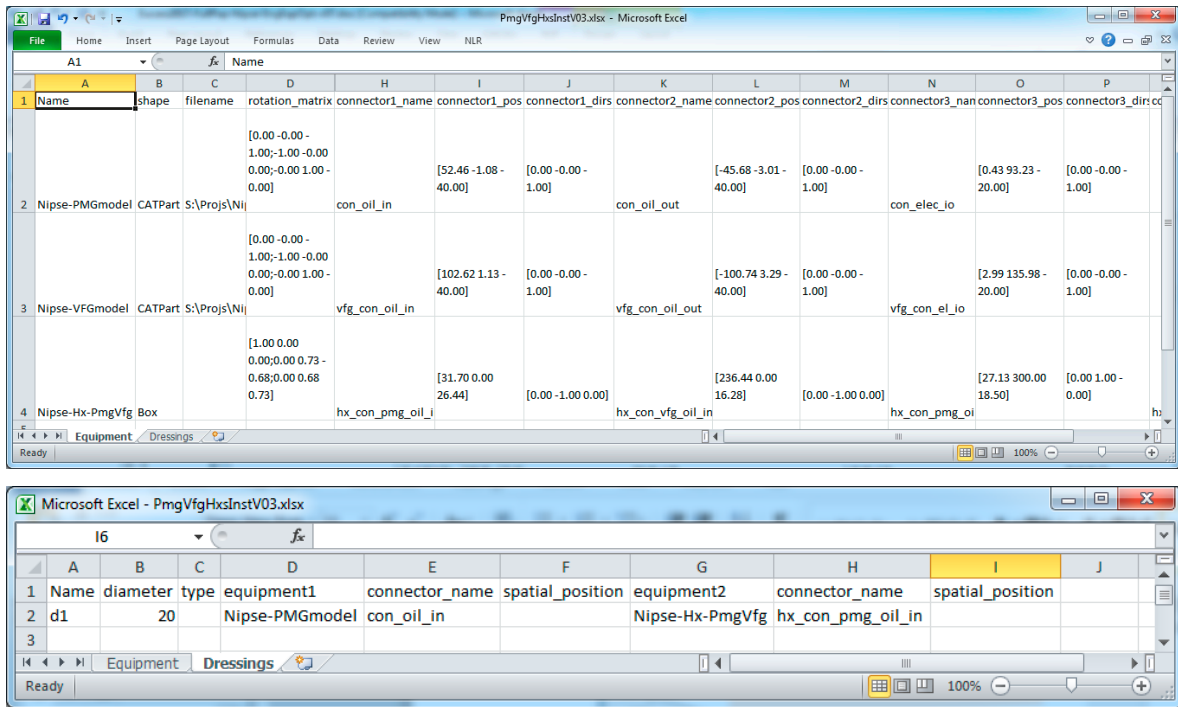 PmgVfgHxsInstV03.xlsx - Microsoft Excel
File Home Insert Page Layout Formulas Data Review View NLR
A1 fx Name
A B C D H I J K L M N O P
1 Name shape filename rotation_matrix connector1_name connector1_pos connector1_dirs connector2_name connector2_pos connector2_dirs connector3_nan connector3_pos connector3_dirs cc
[0.00 -0.00 -
1.00;-1.00 -0.00
0.00;-0.00 1.00 - [52.46 -1.08 - [0.00 -0.00 - [-45.68 -3.01 - [0.00 -0.00 - [0.43 93.23 - [0.00 -0.00 -
0.00] 40.00] 1.00] 40.00] 1.00] 20.00] 1.00]
2 Nipse-PMGmodel CATPart S:\Projs\Ni con_oil_in con_oil_out con_elec_io
[0.00 -0.00 -
1.00;-1.00 -0.00
0.00;-0.00 1.00 - [102.62 1.13 - [0.00 -0.00 - [-100.74 3.29 - [0.00 -0.00 - [2.99 135.98 - [0.00 -0.00 -
0.00] 40.00] 1.00] 40.00] 1.00] 20.00] 1.00]
3 Nipse-VFGmodel CATPart S:\Projs\Ni vfg_con_oil_in vfg_con_oil_out vfg_con_el_io
[1.00 0.00
0.00;0.00 0.73 -
0.68;0.00 0.68 [31.70 0.00 [236.44 0.00 [27.13 300.00 [0.00 1.00 -
0.73] 26.44] [0.00 -1.00 0.00] 16.28] [0.00 -1.00 0.00] 18.50] 0.00]
4 Nipse-Hx-PmgVfg Box hx_con_pmg_oil_i hx_con_vfg_oil_in hx_con_pmg_oi h
Equipment Dressings
Ready 100%
Microsoft Excel - PmgVfgHxsInstV03.xlsx
I6 fx
A B C D E F G H I J
1 Name diameter type equipment1 connector_name spatial_position equipment2 connector_name spatial_position
2 d1 20 Nipse-PMGmodel con_oil_in Nipse-Hx-PmgVfg hx_con_pmg_oil_in
3
Equipment Dressings
Ready 100%